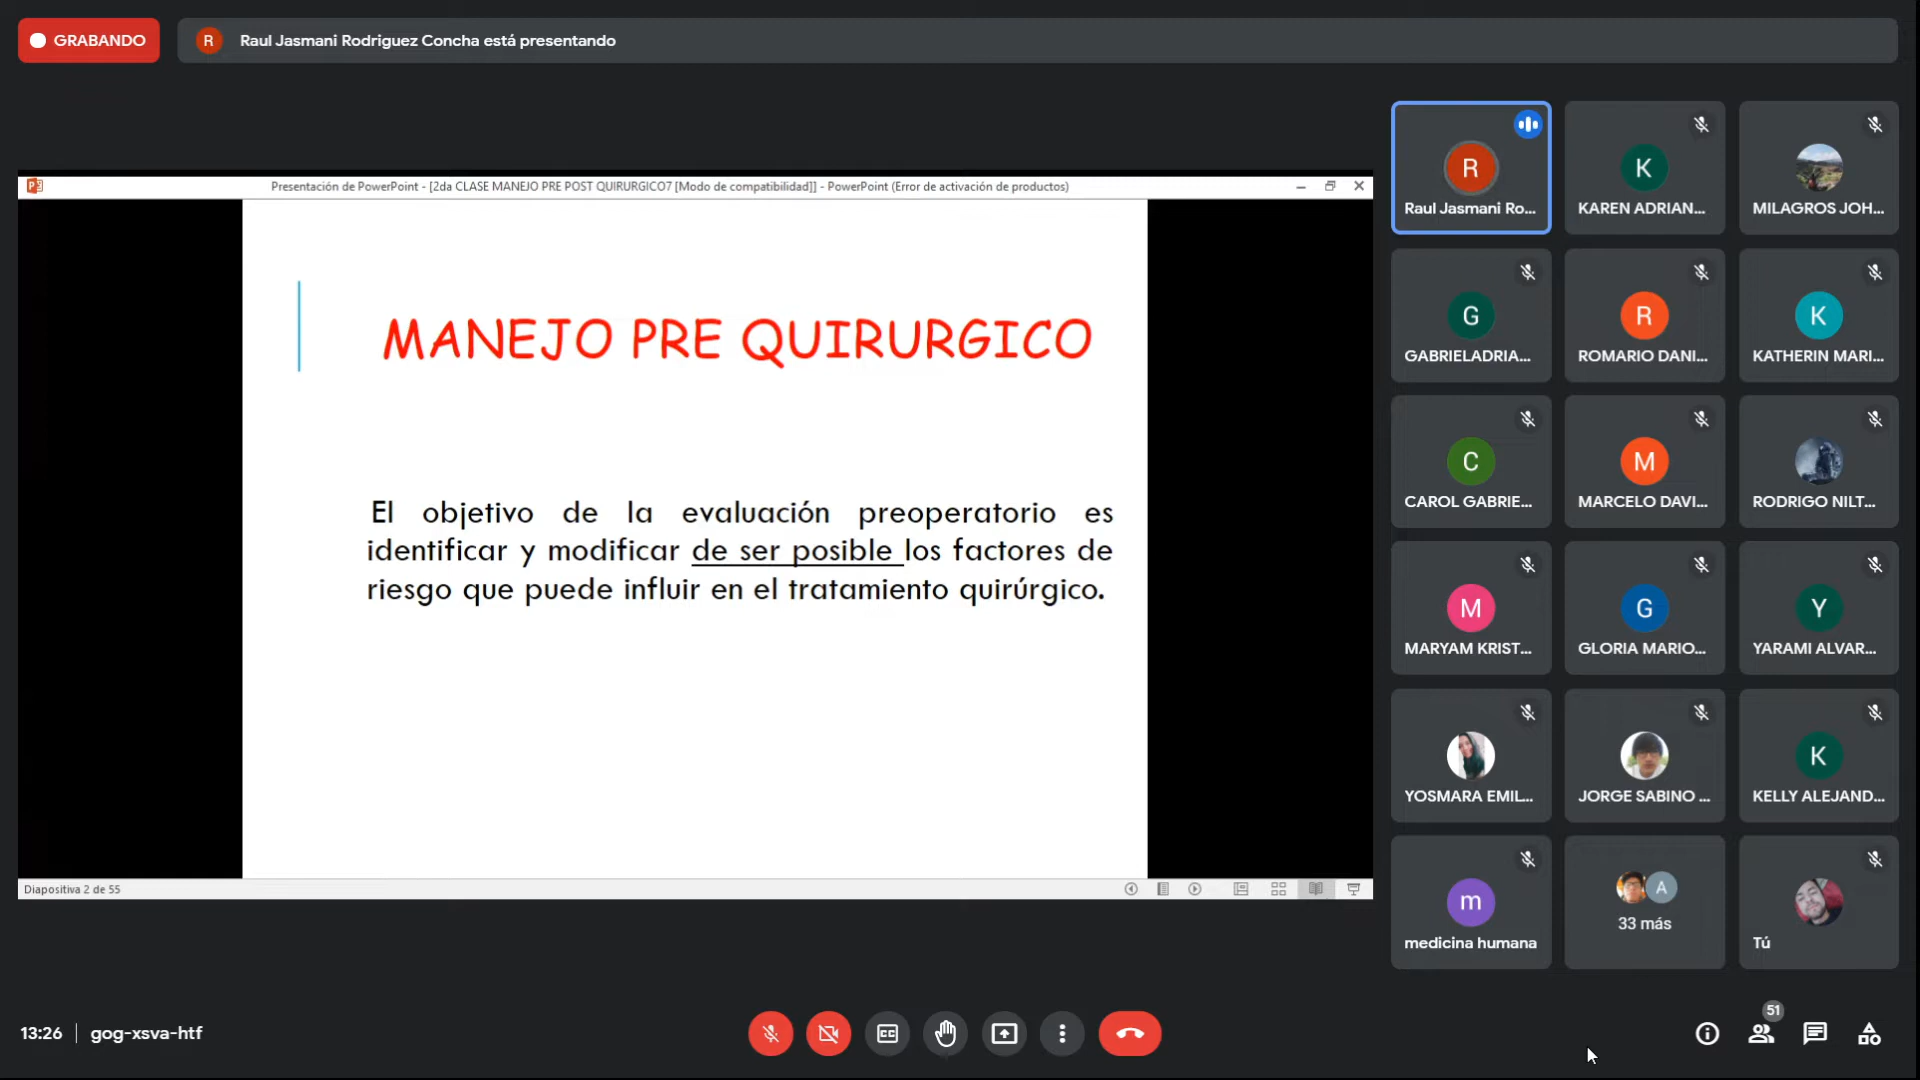 GRABANDO
R
Raul Jasmani Rodriguez Concha está presentando
Presentación de PowerPoint - [2da CLASE MANEJO PRE POST QUIRURGICO7 [Modo de compatibilidad]] - PowerPoint (Error de activación de productos)
MANEJO PRE QUIRURGICO
El objetivo de la evaluación preoperatorio es
identificar y modificar de ser posible los factores de
riesgo que puede influir en el tratamiento quirúrgico.
Diapositiva 2 de 55
R
Raul Jasmani Ro...
K
KAREN ADRIAN...
MILAGROS JOH...
G
GABRIELADRIA...
R
ROMARIO DANI...
K
KATHERIN MARI...
C
CAROL GABRIE...
M
MARCELO DAVI...
RODRIGO NILT...
M
MARYAM KRIST...
G
GLORIA MARIO...
Y
YARAMI ALVAR...
YOSMARA EMIL...
JORGE SABINO ...
K
KELLY ALEJAND...
m
medicina humana
A
33 más
Tú
13:26
gog-xsva-htf
CC
51